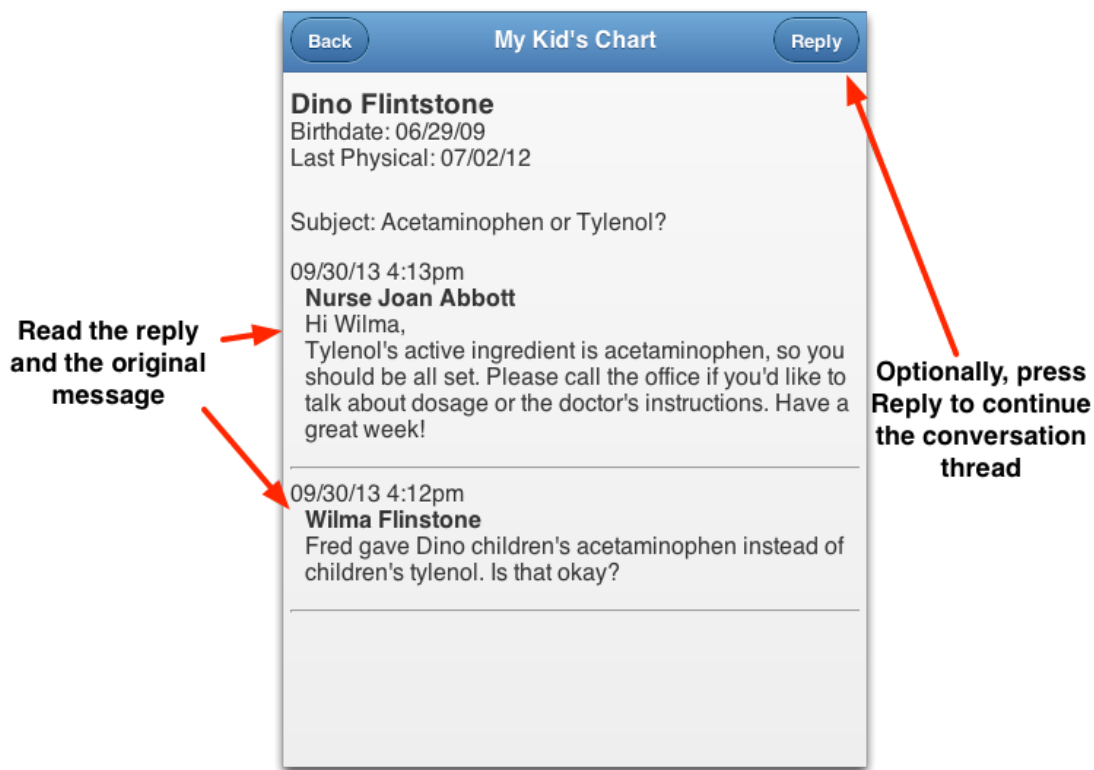 Back
My Kid's Chart
Reply
Dino Flintstone
Birthdate: 06/29/09
Last Physical: 07/02/12
Subject: Acetaminophen or Tylenol?
09/30/13 4:13pm
Nurse Joan Abbott
Hi Wilma,
Tylenol's active ingredient is acetaminophen, so you
should be all set. Please call the office if you'd like to
talk about dosage or the doctor's instructions. Have a
great week!
09/30/13 4:12pm
Wilma Flinstone
Fred gave Dino children's acetaminophen instead of
children's tylenol. Is that okay?
Read the reply
and the original
message
Optionally, press
Reply to continue
the conversation
thread